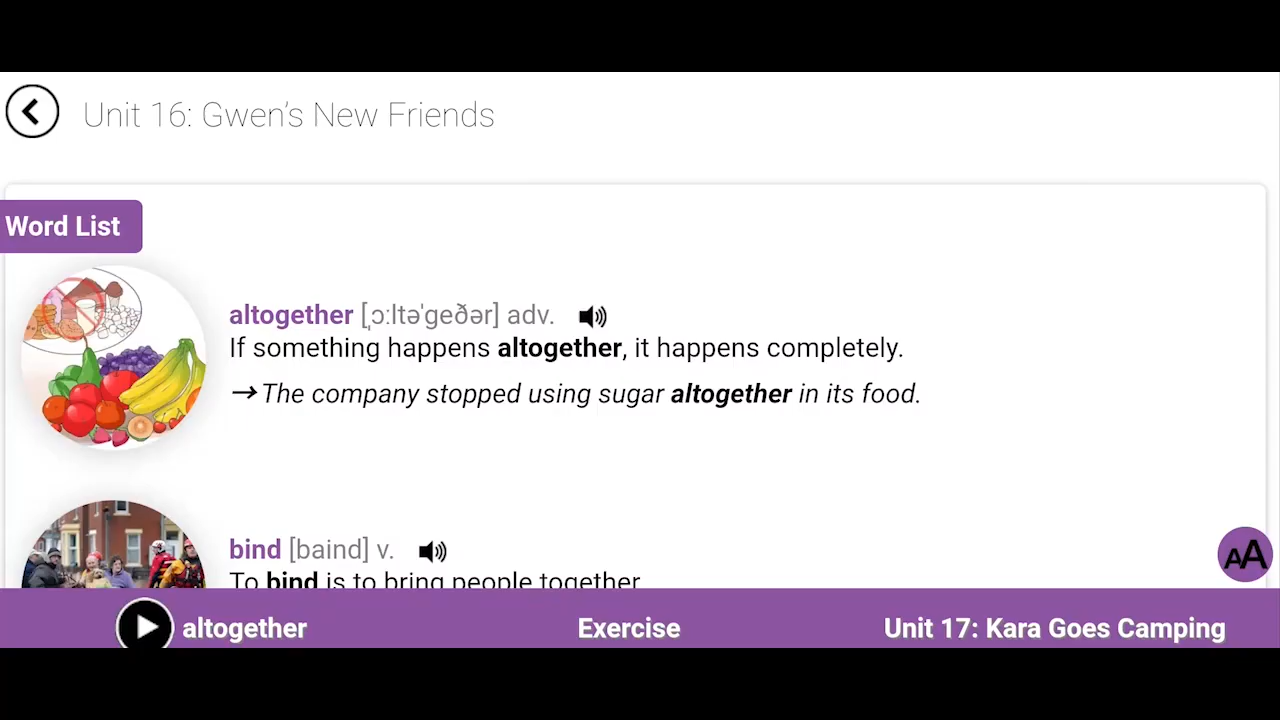 Unit 16: Gwen's New Friends
Word List
altogether [ˌɔːltəˈgeðər] adv.
If something happens altogether, it happens completely.
→ The company stopped using sugar altogether in its food.
bind [baind] v.
To bind is to bring people together
AA
altogether
Exercise
Unit 17: Kara Goes Camping